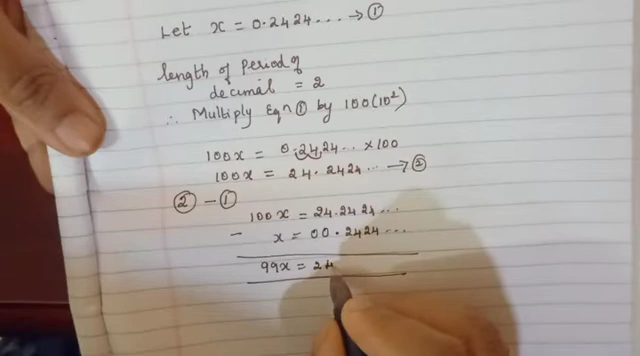 Let x = 0.2424... → ①
length of Period of
decimal = 2
∴ Multiply Eqn ① by 100(10²)
100x = 0.2424... × 100
100x = 24.2424... → ②
② - ①
100x = 24.2424...
- x = 00.2424...
99x = 24